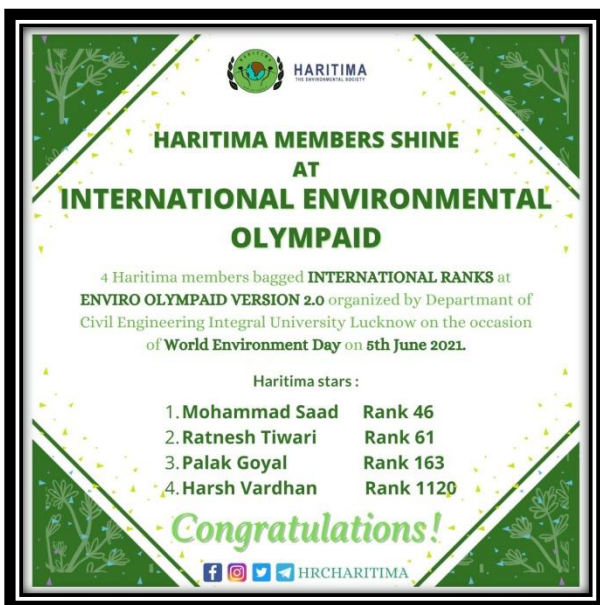 HARITIMA
HARITIMA
THE ENVIRONMENTAL SOCIETY
HARITIMA MEMBERS SHINE
AT
INTERNATIONAL ENVIRONMENTAL
OLYMPAID
4 Haritima members bagged INTERNATIONAL RANKS at
ENVIRO OLYMPAID VERSION 2.0 organized by Departmant of
Civil Engineering Integral University Lucknow on the occasion
of World Environment Day on 5th June 2021.
Haritima stars :
1. Mohammad Saad Rank 46
2. Ratnesh Tiwari Rank 61
3. Palak Goyal Rank 163
4. Harsh Vardhan Rank 1120
Congratulations!
HRCHARITIMA